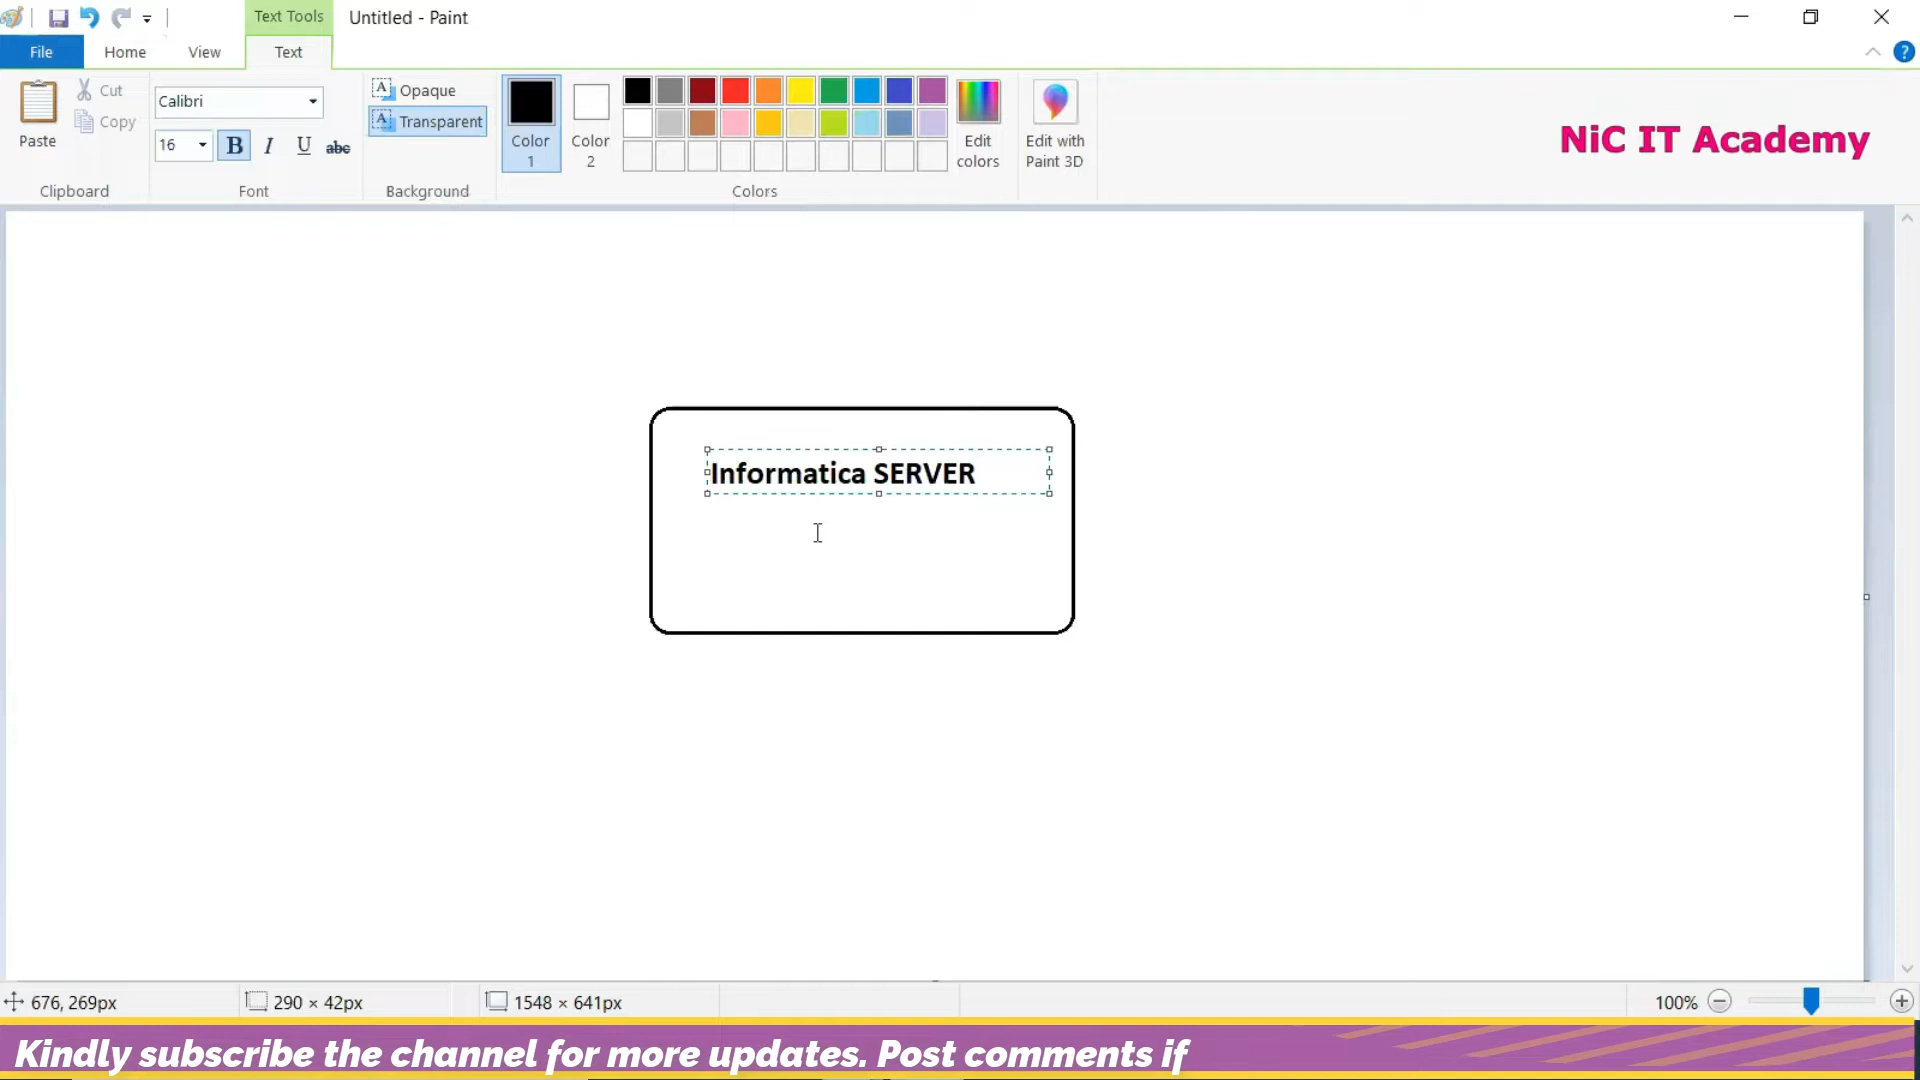 Text Tools
Untitled - Paint
File
Home
View
Text
Paste
Cut
Copy
Clipboard
Calibri
16
B
I
U
abc
Font
Opaque
Transparent
Background
Color 1
Color 2
Edit colors
Colors
Edit with Paint 3D
NiC IT Academy
Informatica SERVER
676, 269px
290 × 42px
1548 × 641px
100%
Kindly subscribe the channel for more updates. Post comments if